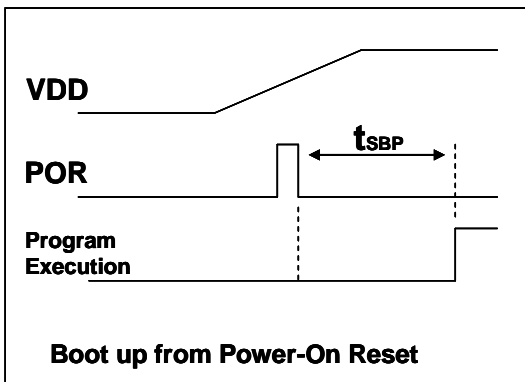 VDD
tSBP
POR
Program
Execution
Boot up from Power-On Reset